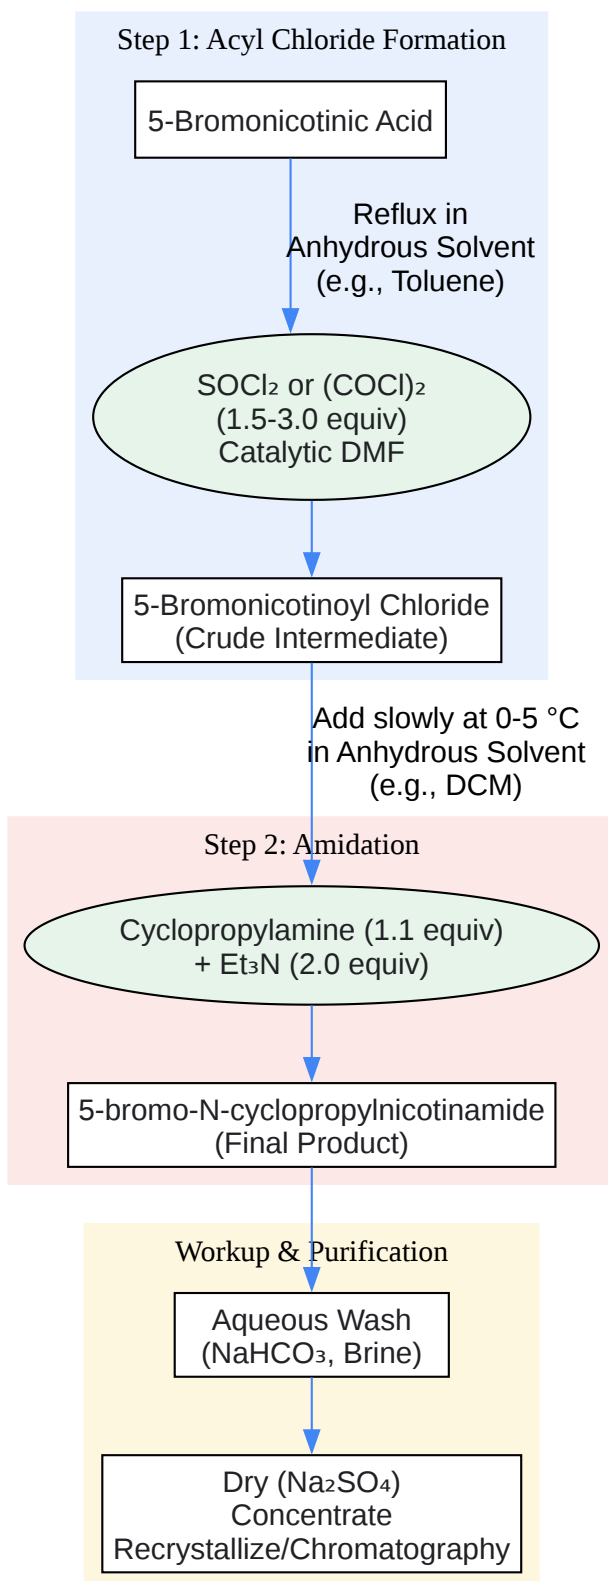 Step 1: Acyl Chloride Formation
5-Bromonicotinic Acid
Reflux in
Anhydrous Solvent
(e.g., Toluene)
SOCl₂ or (COCl)₂
(1.5-3.0 equiv)
Catalytic DMF
5-Bromonicotinoyl Chloride
(Crude Intermediate)
Add slowly at 0-5 °C
in Anhydrous Solvent
(e.g., DCM)
Step 2: Amidation
Cyclopropylamine (1.1 equiv)
+ Et₃N (2.0 equiv)
5-bromo-N-cyclopropylnicotinamide
(Final Product)
Workup & Purification
Aqueous Wash
(NaHCO₃, Brine)
Dry (Na₂SO₄)
Concentrate
Recrystallize/Chromatography